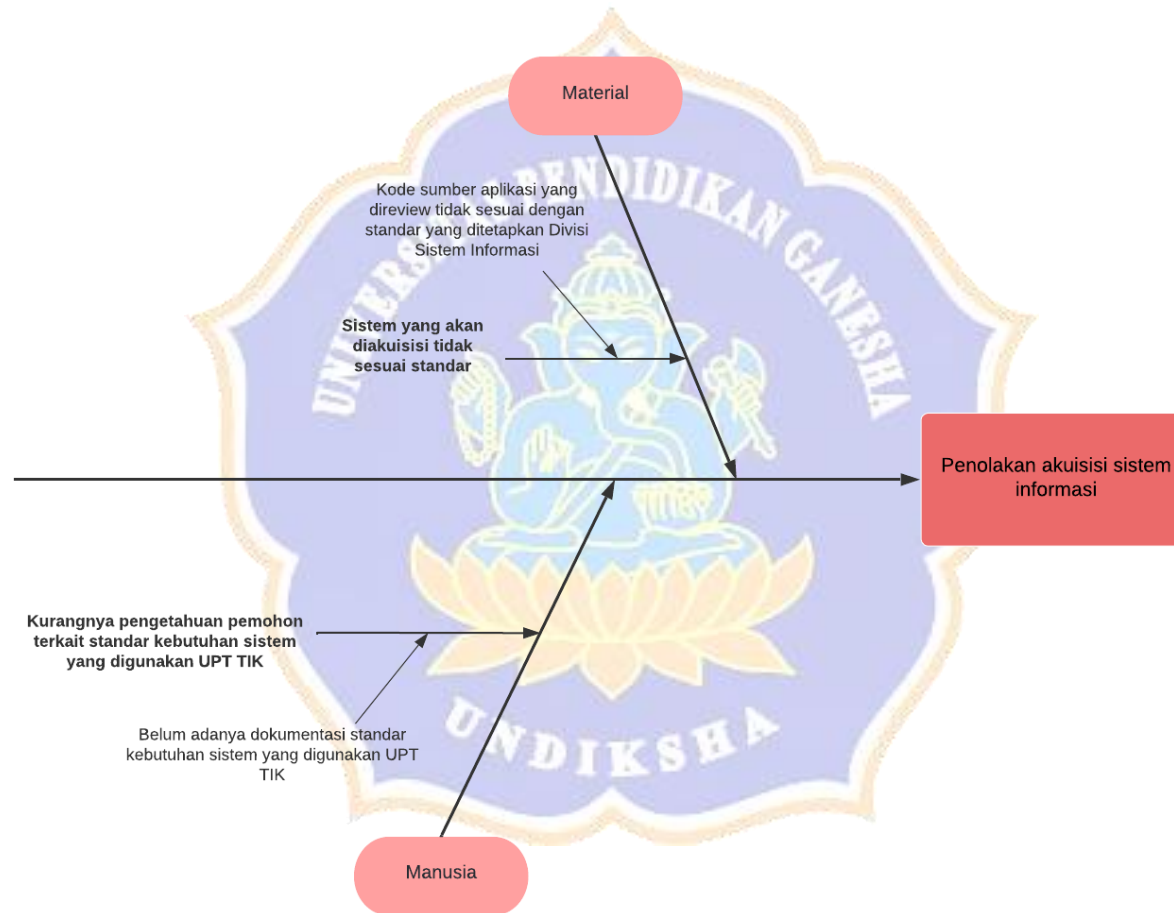 Material
Kode sumber aplikasi yang
direview tidak sesuai dengan
standar yang ditetapkan Divisi
Sistem Informasi
Sistem yang akan
diakuisisi tidak
sesuai standar
UNIVERSITAS PENDIDIKAN GANESHA
Penolakan akuisisi sistem
informasi
Kurangnya pengetahuan pemohon
terkait standar kebutuhan sistem
yang digunakan UPT TIK
Belum adanya dokumentasi standar
kebutuhan sistem yang digunakan UPT
TIK
UNDIKSHA
Manusia